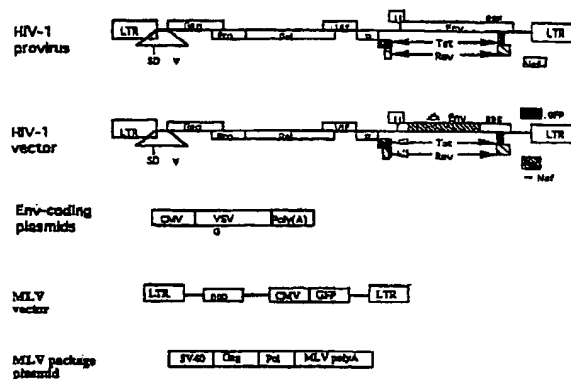 HIV-1
provirus
LTR
Gag
Pro
Pol
Vif
U
Env
RRE
LTR
SD
Ψ
Tat
Rev
Nef
HIV-1
vector
LTR
Gag
Pro
Pol
Vif
U
Env
RRE
GFP
LTR
SD
Ψ
Tat
Rev
- Nef
Env-coding
plasmids
CMV
VSV
Poly(A)
G
MLV
vector
LTR
CMV
GFP
LTR
MLV package
plasmid
SV40
Gag
Pol
MLV polyA